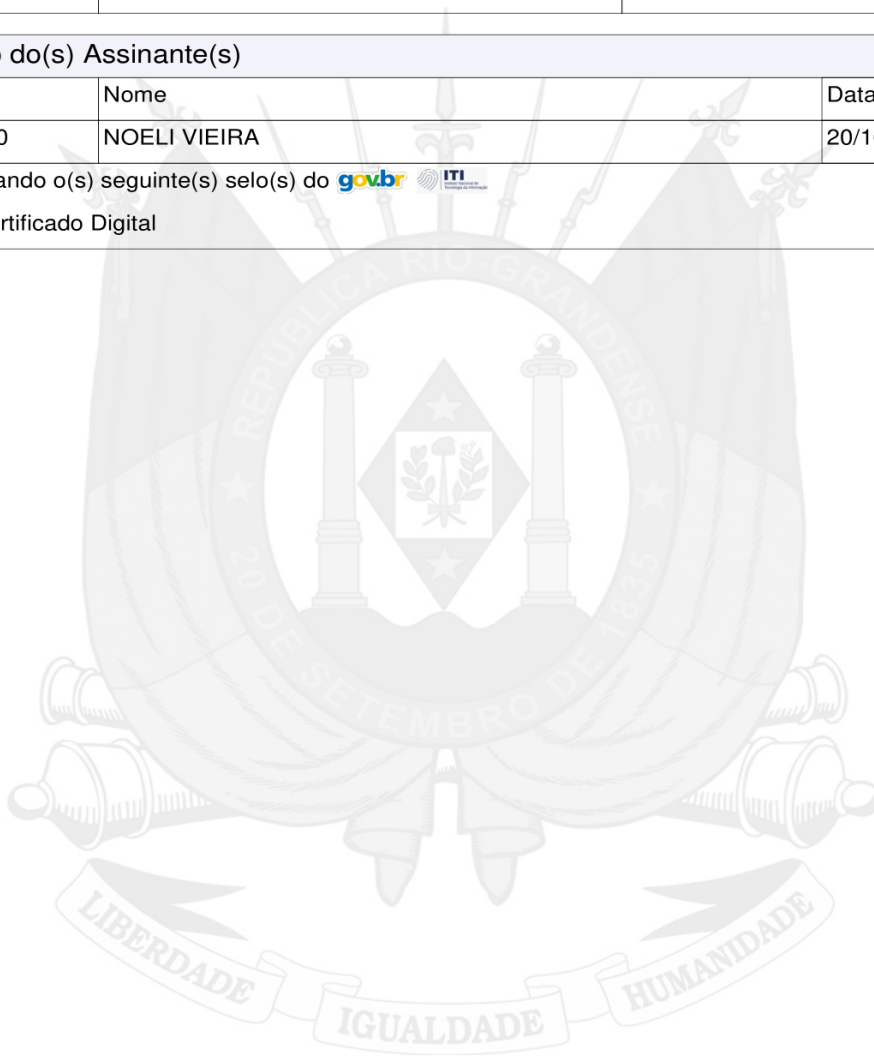 do(s) Assinante(s)
Nome Data
0 NOELI VIEIRA 20/1
ando o(s) seguinte(s) selo(s) do gov.br ITI
rtificado Digital
REPUBLICA RIO-GRANDENSE
20 DE SETEMBRO DE 1835
LIBERDADE IGUALDADE HUMANIDADE